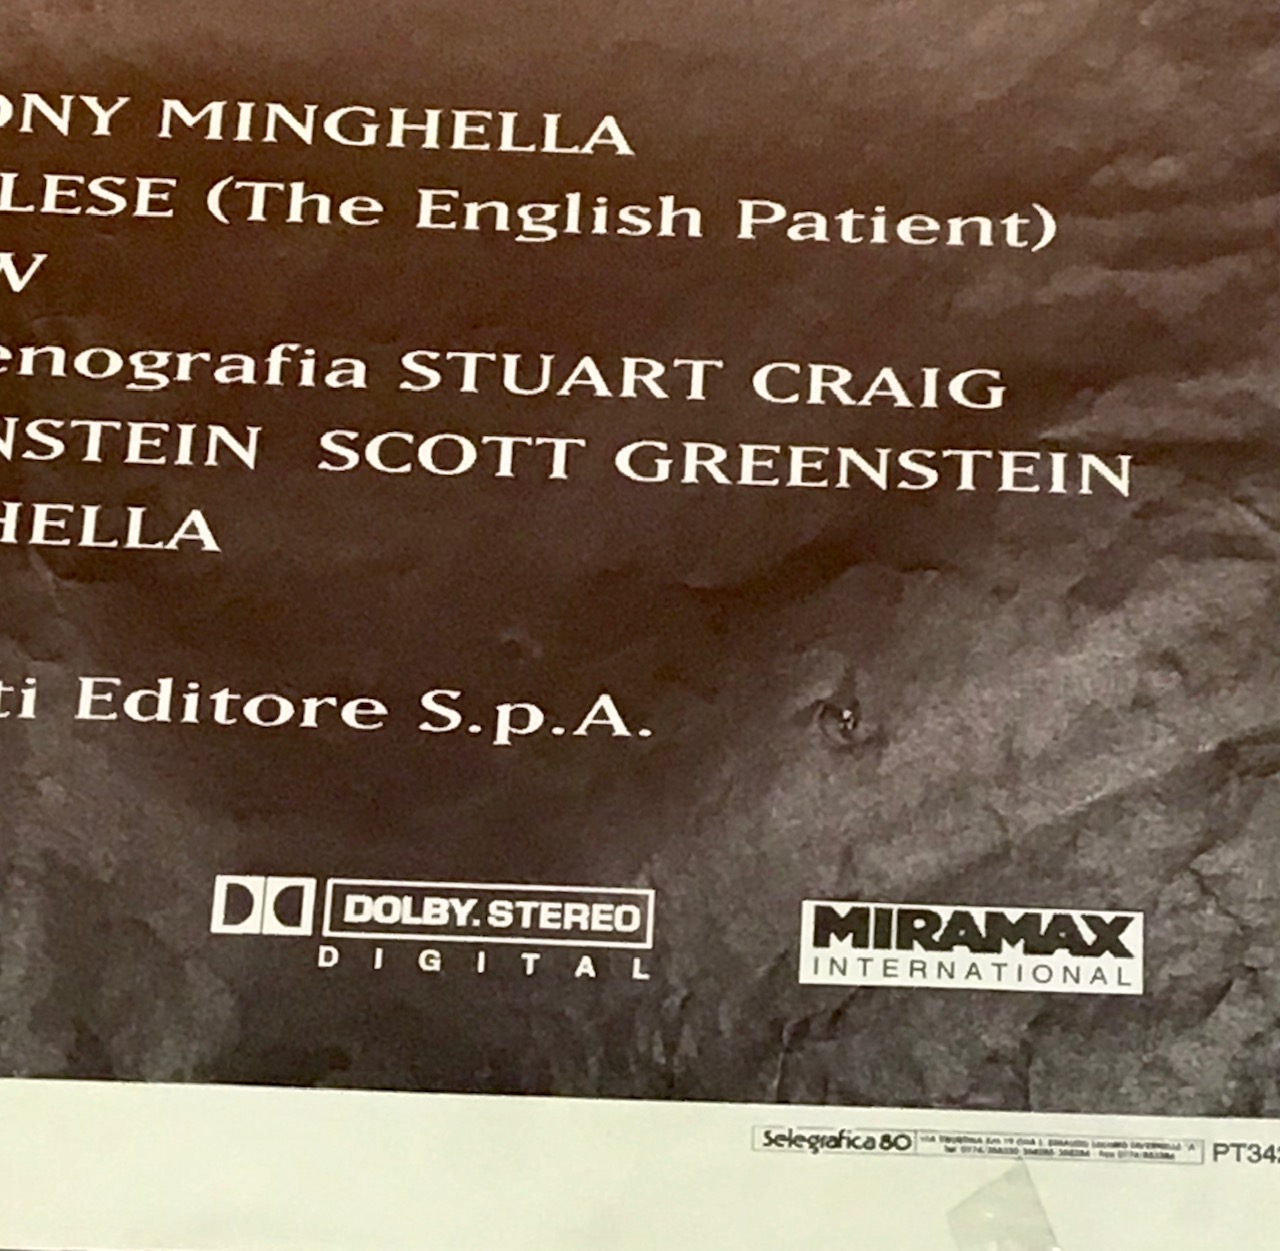 ONY MINGHELLA
LESE (The English Patient)
W
enografia STUART CRAIG
NSTEIN SCOTT GREENSTEIN
HELLA
ti Editore S.p.A.
DOLBY. STEREO
DIGITAL
MIRAMAX
INTERNATIONAL
Selegrafica 80
PT34